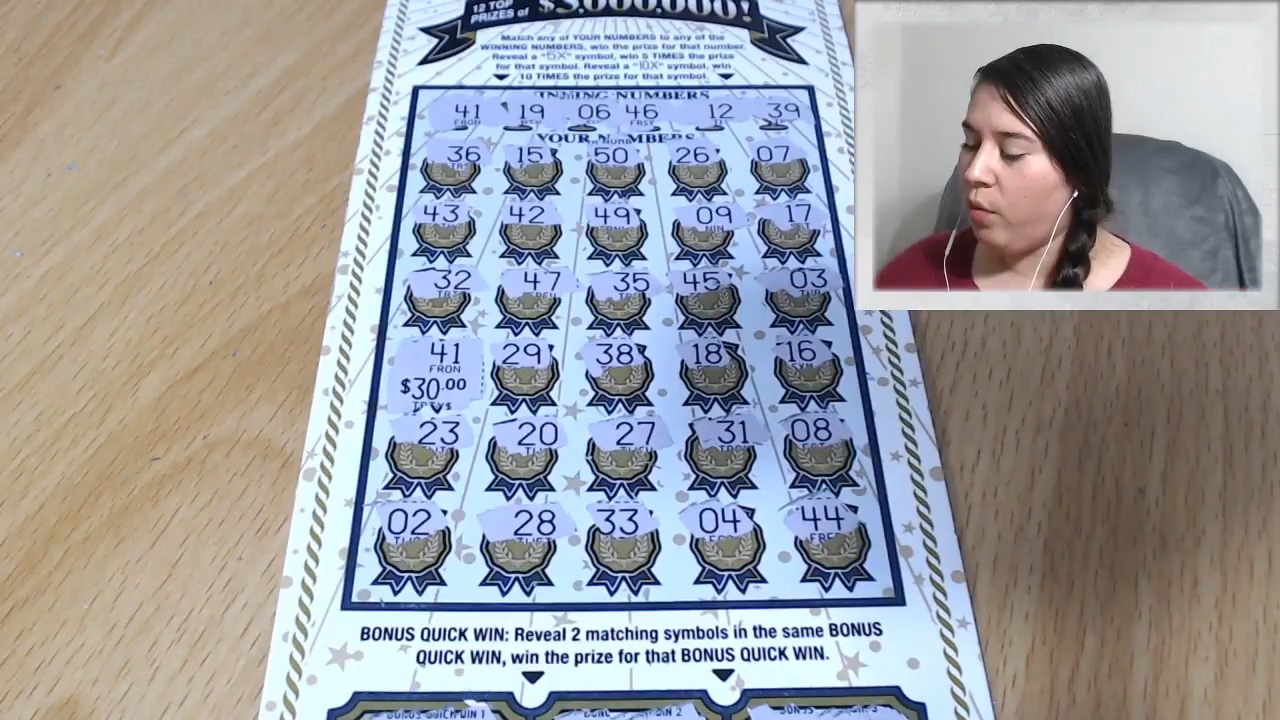 12 TOP
PRIZES of $3,000,000!
Match any of YOUR NUMBERS to any of the
WINNING NUMBERS, win the prize for that number.
Reveal a "5X" symbol, win 5 TIMES the prize
for that symbol. Reveal a "10X" symbol, win
10 TIMES the prize for that symbol.
41 19 06 46 12 39
36 15 50 26 07
43 42 49 09 17
32 47 35 45 03
41 29 38 18 16
FRON
$30.00
23 20 27 31 08
02 28 33 04 44
BONUS QUICK WIN: Reveal 2 matching symbols in the same BONUS
QUICK WIN, win the prize for that BONUS QUICK WIN.